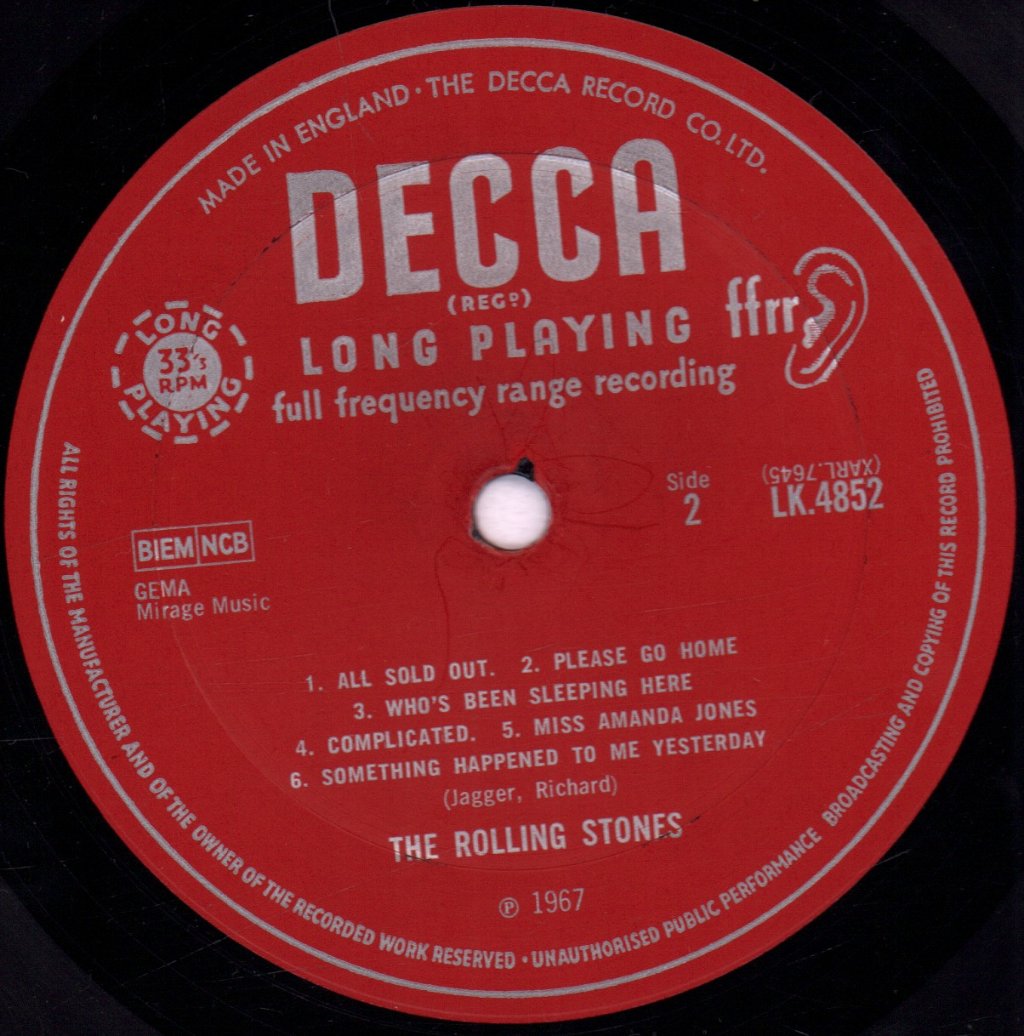 MADE IN ENGLAND · THE DECCA RECORD CO. LTD.
DECCA
(REGD)
LONG PLAYING
ffrr
full frequency range recording
LONG
33⅓
RPM
PLAYING
Side
2
(XARL.7645)
LK.4852
BIEM NCB
GEMA
Mirage Music
1. ALL SOLD OUT. 2. PLEASE GO HOME
3. WHO'S BEEN SLEEPING HERE
4. COMPLICATED. 5. MISS AMANDA JONES
6. SOMETHING HAPPENED TO ME YESTERDAY
(Jagger, Richard)
THE ROLLING STONES
℗ 1967
ALL RIGHTS OF THE MANUFACTURER AND OF THE OWNER OF THE RECORDED WORK RESERVED · UNAUTHORISED PUBLIC PERFORMANCE BROADCASTING AND COPYING OF THIS RECORD PROHIBITED